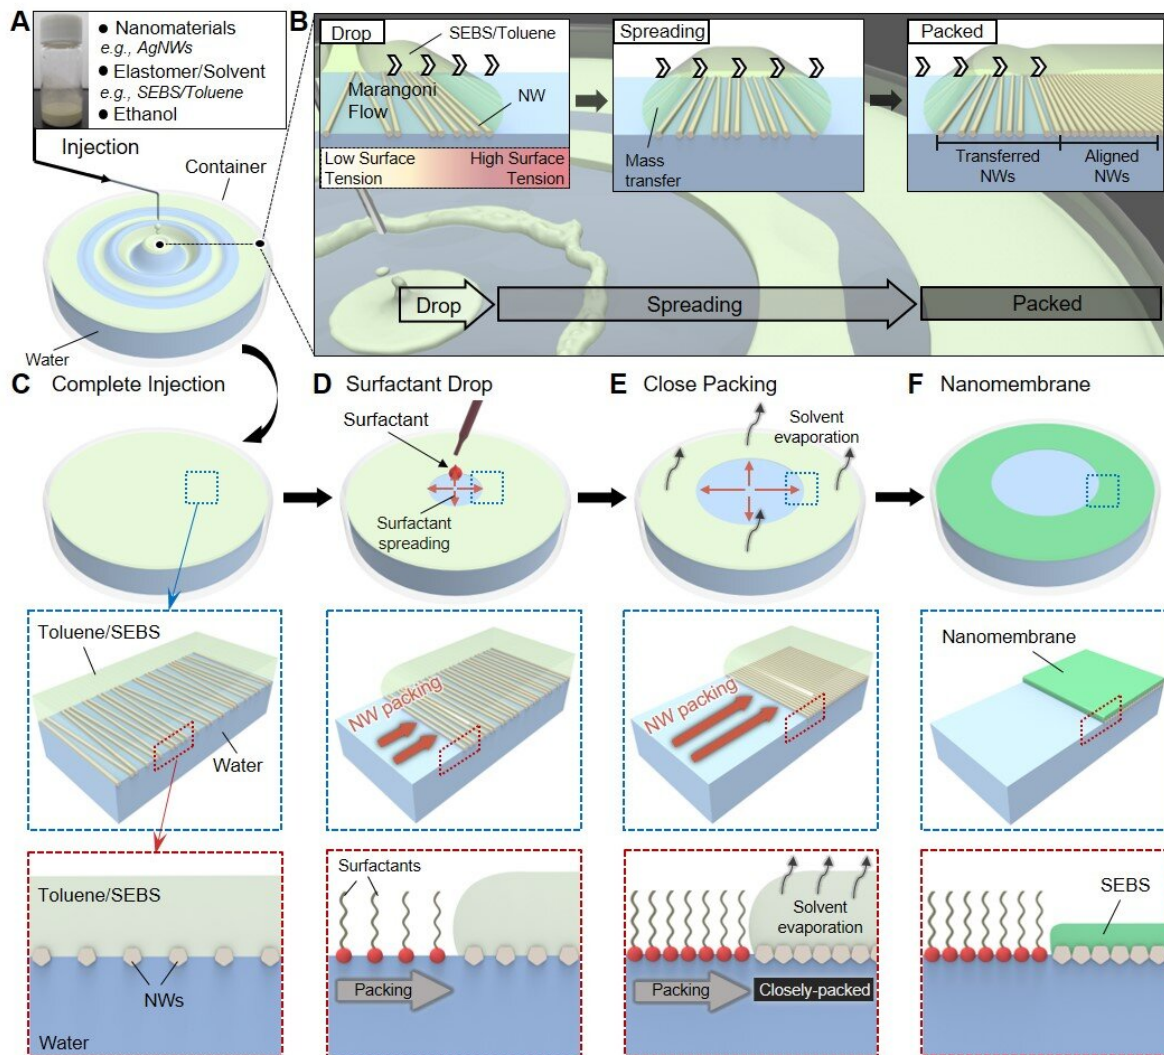 A
● Nanomaterials
e.g., AgNWs
● Elastomer/Solvent
e.g., SEBS/Toluene
● Ethanol
Injection
Container
Water
B
Drop
SEBS/Toluene
Marangoni
Flow
NW
Low Surface
Tension
High Surface
Tension
Spreading
Mass
transfer
Packed
Transferred
NWs
Aligned
NWs
Drop
Spreading
Packed
C Complete Injection
D Surfactant Drop
Surfactant
Surfactant
spreading
E Close Packing
Solvent
evaporation
F Nanomembrane
Toluene/SEBS
Water
NW packing
NW packing
Nanomembrane
Toluene/SEBS
NWs
Water
Surfactants
Packing
Solvent
evaporation
Packing
Closely-packed
SEBS